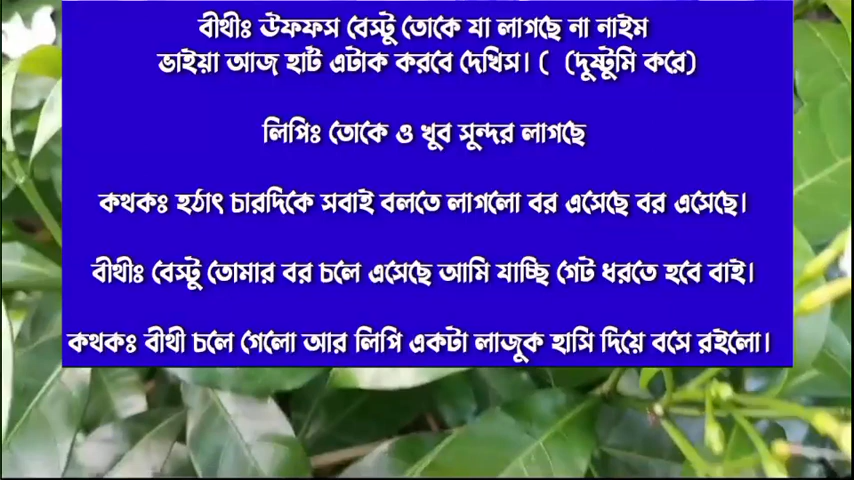 বীথীঃ উফফস বেস্টু তোকে যা লাগছে না নাইম
ভাইয়া আজ হার্ট এটাক করবে দেখিস। ( (দুষ্টুমি করে)
লিপিঃ তোকে ও খুব সুন্দর লাগছে
কথকঃ হঠাৎ চারদিকে সবাই বলতে লাগলো বর এসেছে বর এসেছে।
বীথীঃ বেস্টু তোমার বর চলে এসেছে আমি যাচ্ছি গেট ধরতে হবে বাই।
কথকঃ বীথী চলে গেলো আর লিপি একটা লাজুক হাসি দিয়ে বসে রইলো।